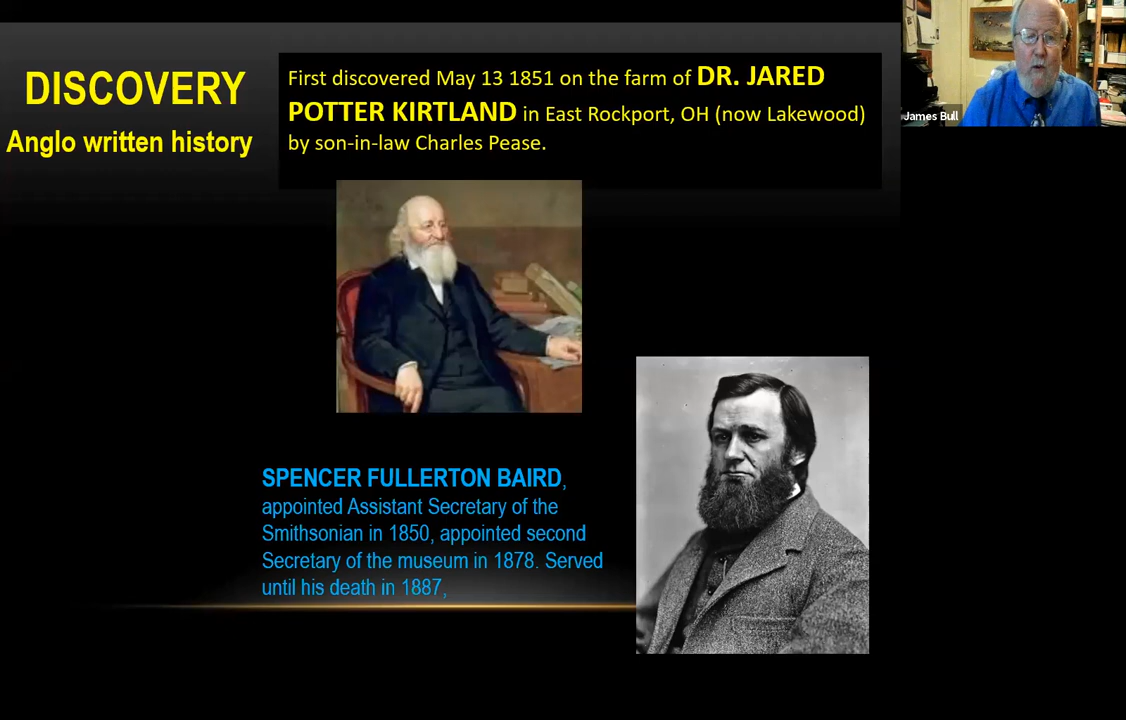 DISCOVERY
Anglo written history
First discovered May 13 1851 on the farm of DR. JARED
POTTER KIRTLAND in East Rockport, OH (now Lakewood)
by son-in-law Charles Pease.
James Bull
SPENCER FULLERTON BAIRD,
appointed Assistant Secretary of the
Smithsonian in 1850, appointed second
Secretary of the museum in 1878. Served
until his death in 1887,